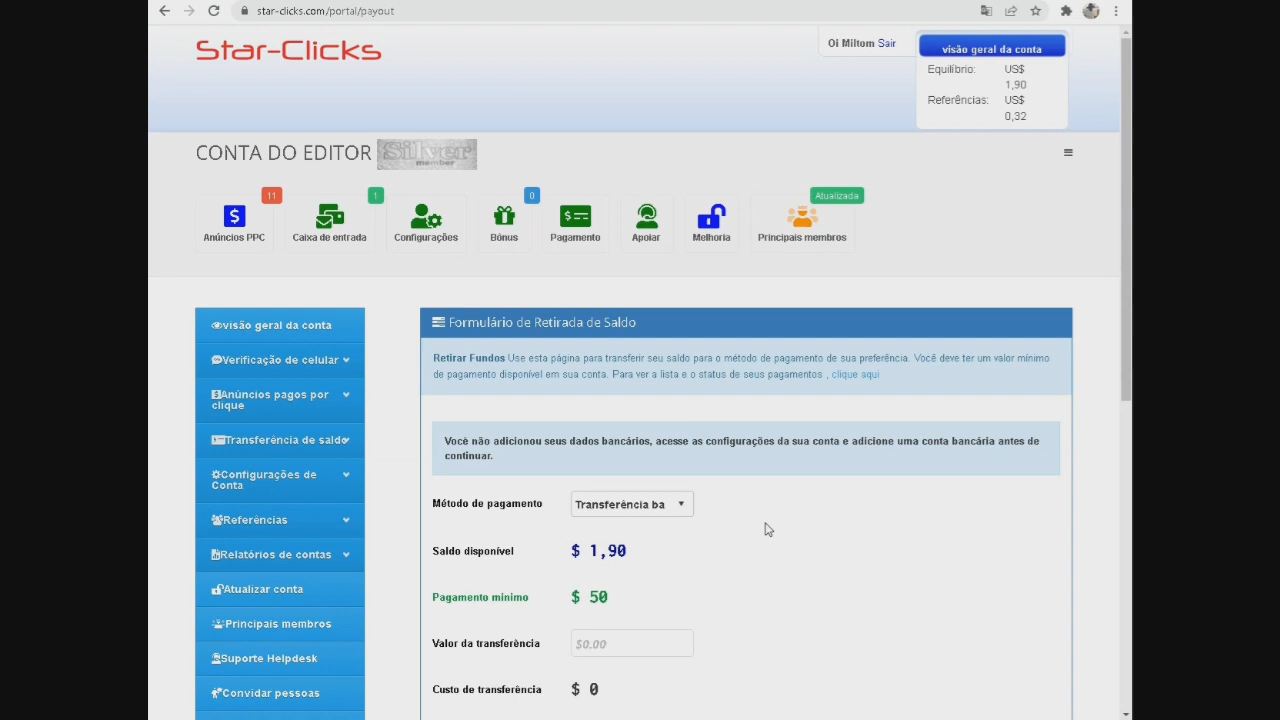 star-clicks.com/portal/payout
Star-Clicks
Oi Miltom Sair
visão geral da conta
Equilíbrio: US$
1,90
Referências: US$
0,32
CONTA DO EDITOR Silver
member
11
1
0
Atualizada
Anúncios PPC
Caixa de entrada
Configurações
Bónus
Pagamento
Apoiar
Melhoria
Principais membros
visão geral da conta
Verificação de celular
Anúncios pagos por
clique
Transferência de saldo
Configurações de
Conta
Referências
Relatórios de contas
Atualizar conta
Principais membros
Suporte Helpdesk
Convidar pessoas
Formulário de Retirada de Saldo
Retirar Fundos Use esta página para transferir seu saldo para o método de pagamento de sua preferência. Você deve ter um valor mínimo
de pagamento disponível em sua conta. Para ver a lista e o status de seus pagamentos , clique aqui
Você não adicionou seus dados bancários, acesse as configurações da sua conta e adicione uma conta bancária antes de
continuar.
Método de pagamento Transferência ba
Saldo disponível $ 1,90
Pagamento mínimo $ 50
Valor da transferência $0.00
Custo de transferência $ 0